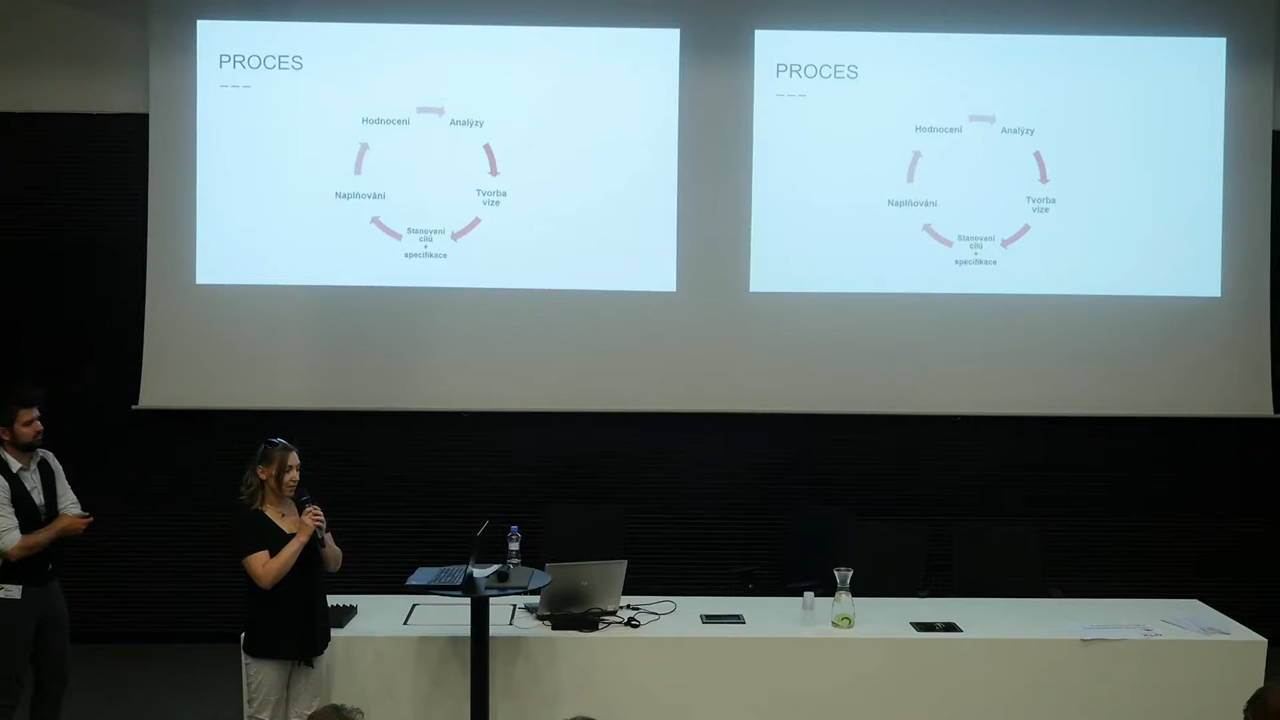 PROCES
Hodnocení
Analýzy
Tvorba
vize
Stanovení
cílů
+
specifikace
Naplňování
PROCES
Hodnocení
Analýzy
Tvorba
vize
Stanovení
cílů
+
specifikace
Naplňování